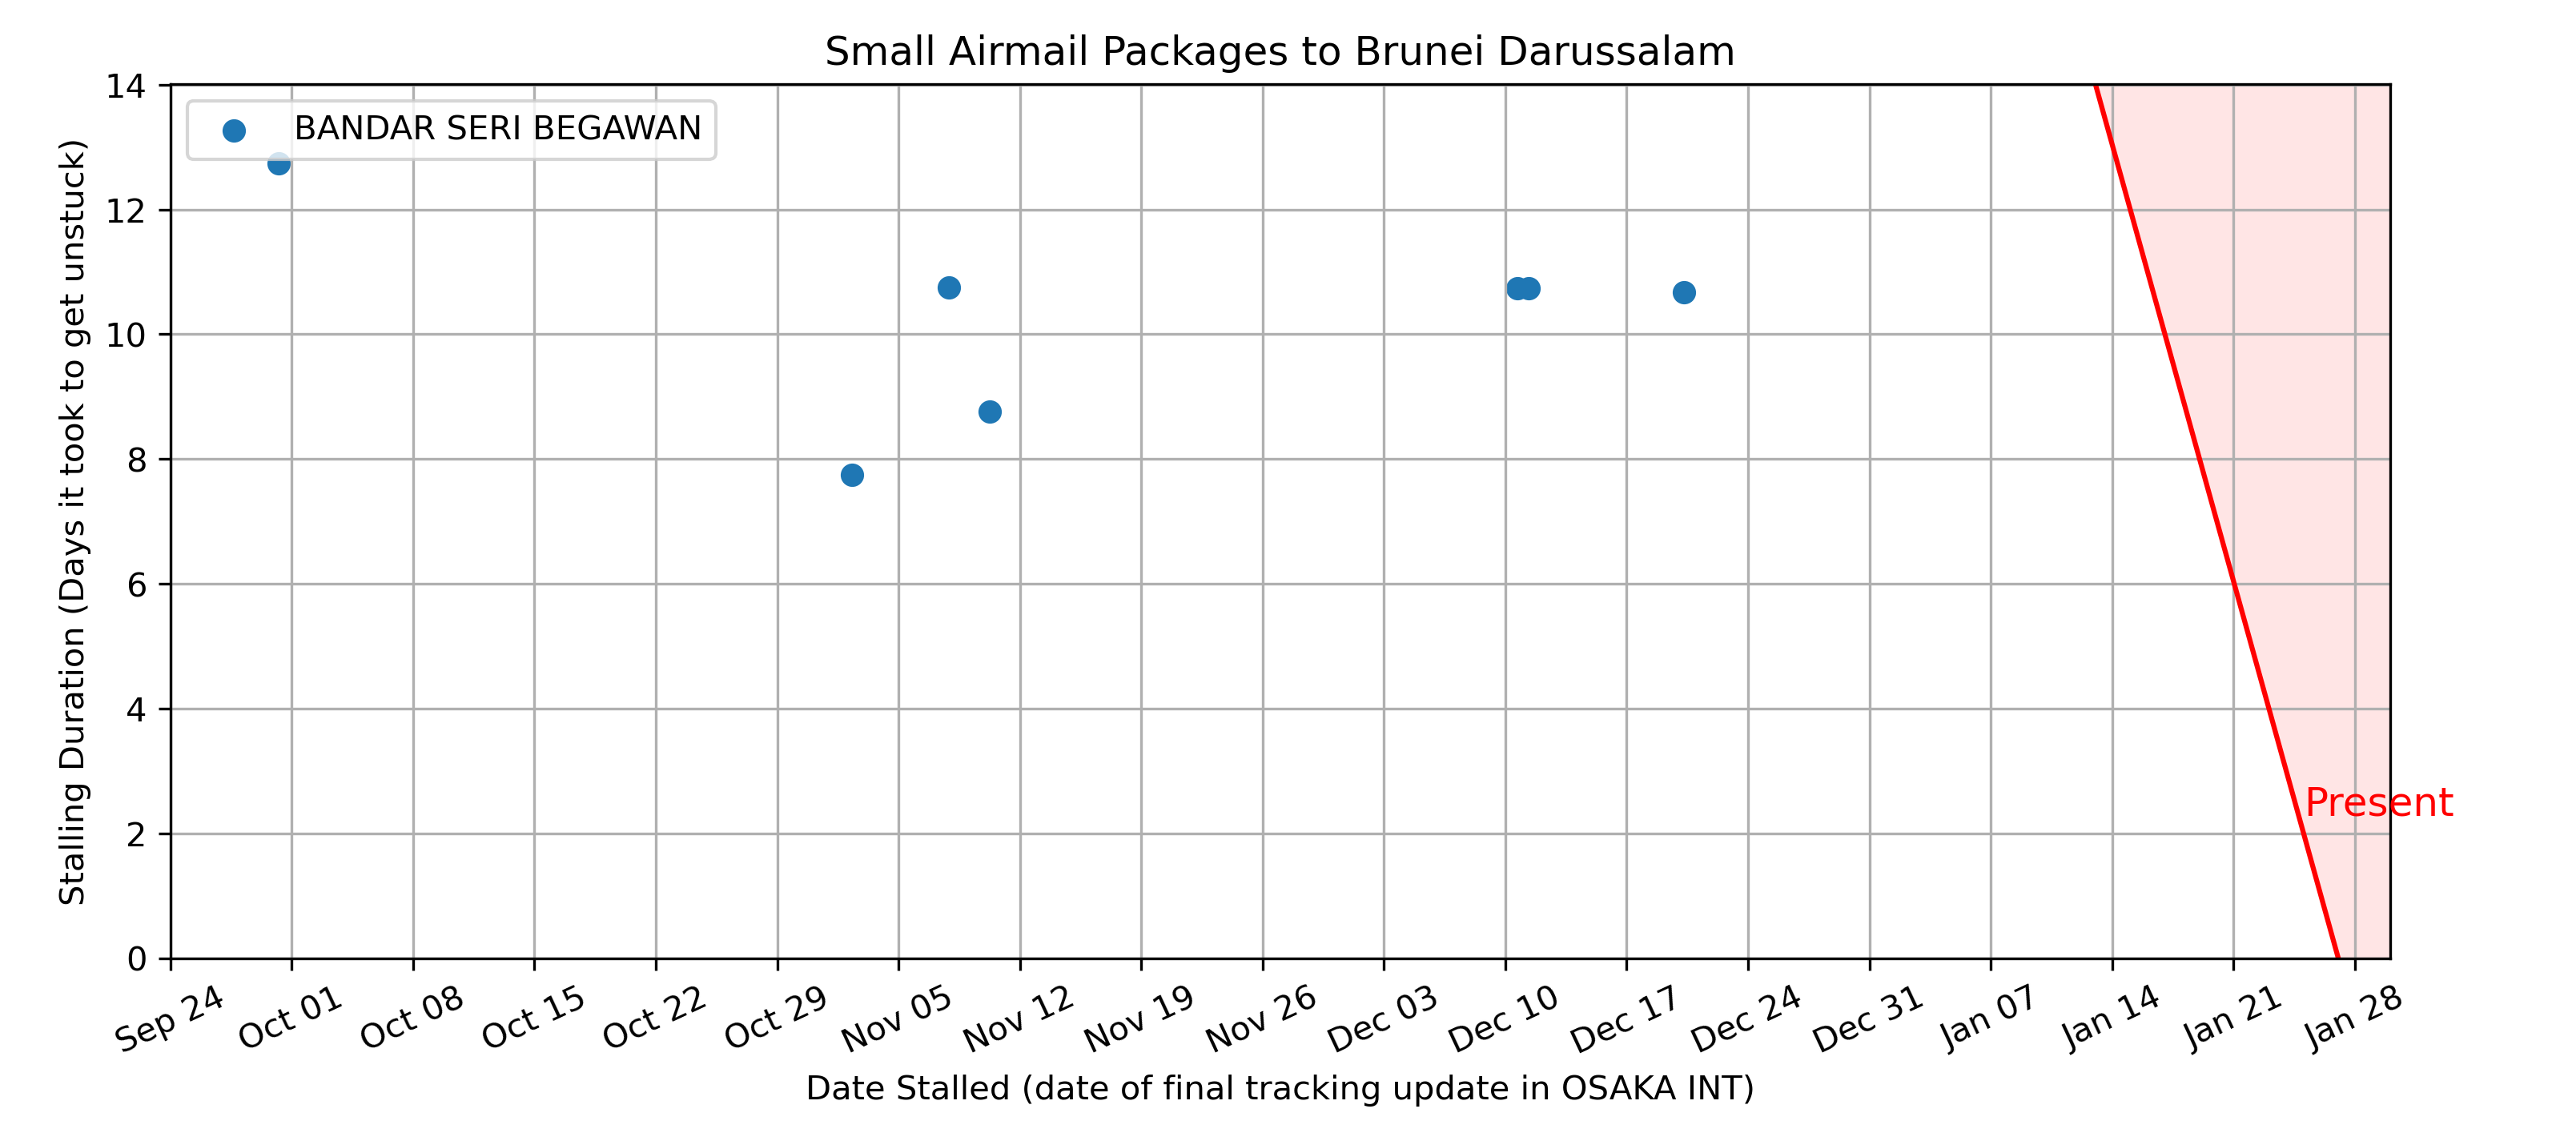 Small Airmail Packages to Brunei Darussalam
BANDAR SERI BEGAWAN
Stalling Duration (Days it took to get unstuck)
14
12
10
8
6
4
2
0
Present
Sep 24
Oct 01
Oct 08
Oct 15
Oct 22
Oct 29
Nov 05
Nov 12
Nov 19
Nov 26
Dec 03
Dec 10
Dec 17
Dec 24
Dec 31
Jan 07
Jan 14
Jan 21
Jan 28
Date Stalled (date of final tracking update in OSAKA INT)